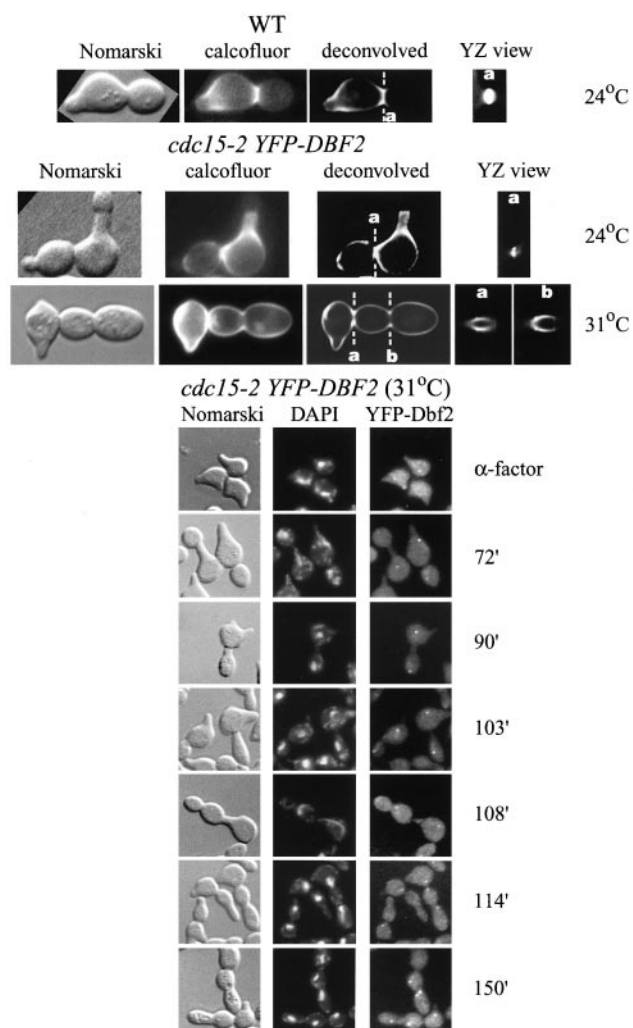 WT
Nomarski calcofluor deconvolved YZ view
a
a
24°C
cdc15-2 YFP-DBF2
Nomarski calcofluor deconvolved YZ view
a
a
24°C
a b
a b
31°C
cdc15-2 YFP-DBF2 (31°C)
Nomarski DAPI YFP-Dbf2
α-factor
72'
90'
103'
108'
114'
150'